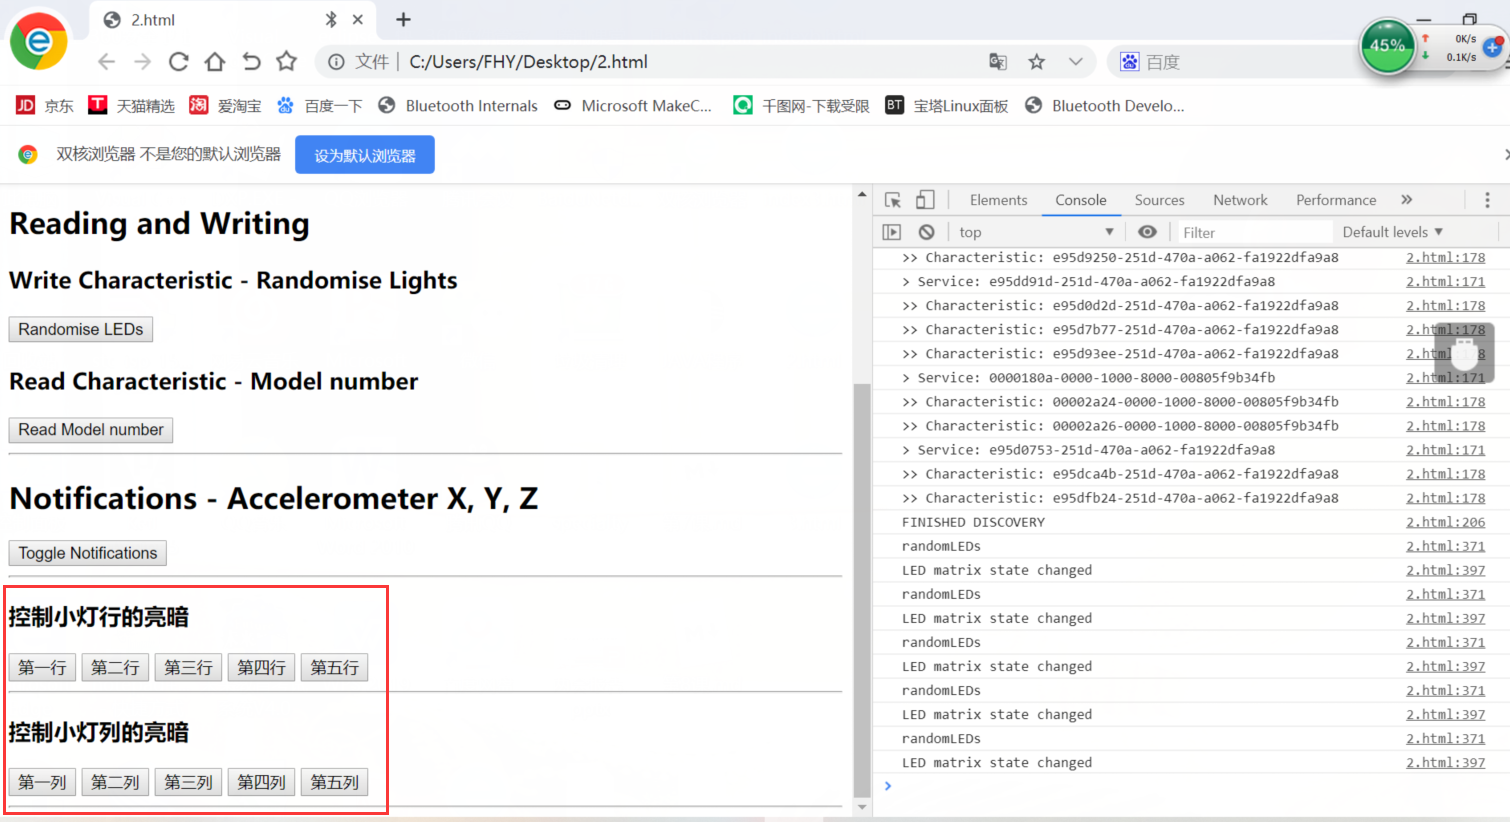 2.html
文件 C:/Users/FHY/Desktop/2.html
百度
45% 0K/s
0.1K/s
JD 京东 T 天猫精选 淘 爱淘宝 百度一下 Bluetooth Internals Microsoft MakeC... 千图网-下载受限 BT 宝塔Linux面板 Bluetooth Develo...
双核浏览器 不是您的默认浏览器 设为默认浏览器
Reading and Writing
Write Characteristic - Randomise Lights
Randomise LEDs
Read Characteristic - Model number
Read Model number
Notifications - Accelerometer X, Y, Z
Toggle Notifications
控制小灯行的亮暗
第一行 第二行 第三行 第四行 第五行
控制小灯列的亮暗
第一列 第二列 第三列 第四列 第五列
Elements Console Sources Network Performance »
top Filter Default levels
>> Characteristic: e95d9250-251d-470a-a062-fa1922dfa9a8 2.html:178
> Service: e95dd91d-251d-470a-a062-fa1922dfa9a8 2.html:171
>> Characteristic: e95d0d2d-251d-470a-a062-fa1922dfa9a8 2.html:178
>> Characteristic: e95d7b77-251d-470a-a062-fa1922dfa9a8 2.html:178
>> Characteristic: e95d93ee-251d-470a-a062-fa1922dfa9a8 2.html:178
> Service: 0000180a-0000-1000-8000-00805f9b34fb 2.html:171
>> Characteristic: 00002a24-0000-1000-8000-00805f9b34fb 2.html:178
>> Characteristic: 00002a26-0000-1000-8000-00805f9b34fb 2.html:178
> Service: e95d0753-251d-470a-a062-fa1922dfa9a8 2.html:171
>> Characteristic: e95dca4b-251d-470a-a062-fa1922dfa9a8 2.html:178
>> Characteristic: e95dfb24-251d-470a-a062-fa1922dfa9a8 2.html:178
FINISHED DISCOVERY 2.html:206
randomLEDs 2.html:371
LED matrix state changed 2.html:397
randomLEDs 2.html:371
LED matrix state changed 2.html:397
randomLEDs 2.html:371
LED matrix state changed 2.html:397
randomLEDs 2.html:371
LED matrix state changed 2.html:397
randomLEDs 2.html:371
LED matrix state changed 2.html:397